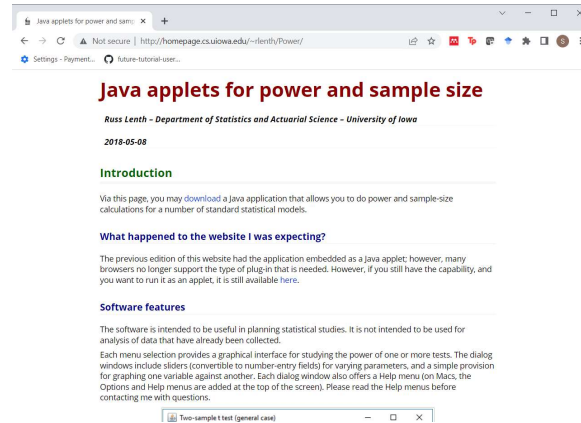 Java applets for power and samp
Not secure | http://homepage.cs.uiowa.edu/~rlenth/Power/
Settings - Payment... future-tutorial-user...
Java applets for power and sample size
Russ Lenth – Department of Statistics and Actuarial Science – University of Iowa
2018-05-08
Introduction
Via this page, you may download a Java application that allows you to do power and sample-size
calculations for a number of standard statistical models.
What happened to the website I was expecting?
The previous edition of this website had the application embedded as a Java applet; however, many
browsers no longer support the type of plug-in that is needed. However, if you still have the capability, and
you want to run it as an applet, it is still available here.
Software features
The software is intended to be useful in planning statistical studies. It is not intended to be used for
analysis of data that have already been collected.
Each menu selection provides a graphical interface for studying the power of one or more tests. The dialog
windows include sliders (convertible to number-entry fields) for varying parameters, and a simple provision
for graphing one variable against another. Each dialog window also offers a Help menu (on Macs, the
Options and Help menus are added at the top of the screen). Please read the Help menus before
contacting me with questions.
Two-sample t test (general case)